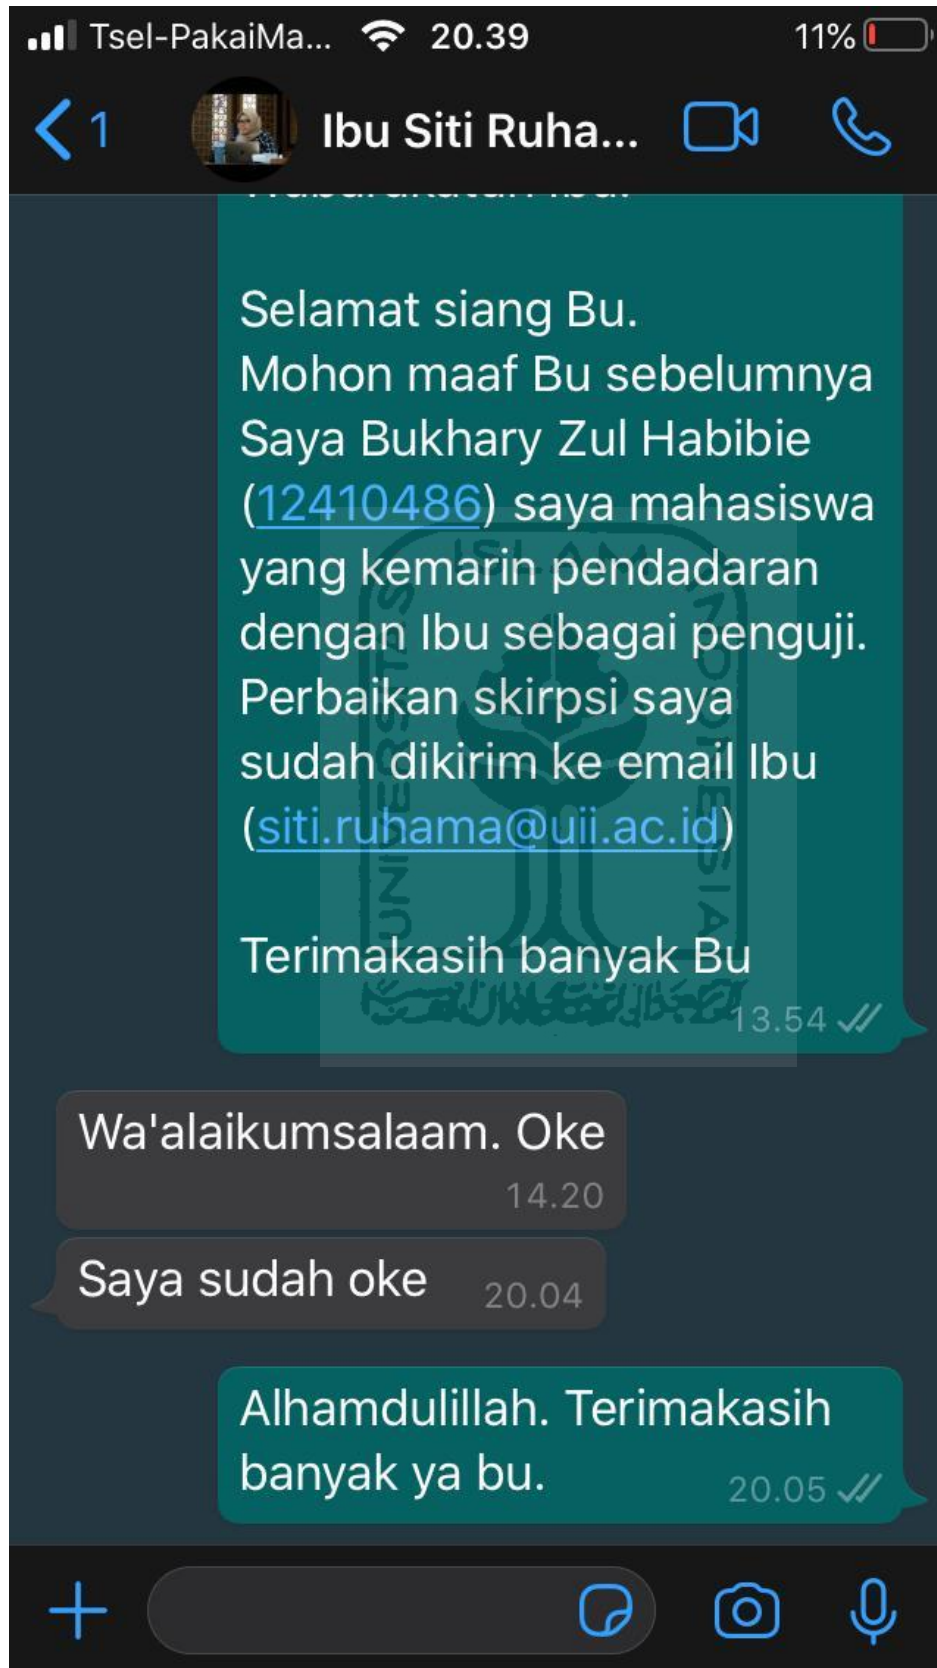 Tsel-PakaiMa... 20.39 11%
1 Ibu Siti Ruha...
Selamat siang Bu.
Mohon maaf Bu sebelumnya
Saya Bukhary Zul Habibie
(12410486) saya mahasiswa
yang kemarin pendadaran
dengan Ibu sebagai penguji.
Perbaikan skirpsi saya
sudah dikirim ke email Ibu
(siti.ruhama@uii.ac.id)
Terimakasih banyak Bu
13.54
Wa'alaikumsalaam. Oke
14.20
Saya sudah oke 20.04
Alhamdulillah. Terimakasih
banyak ya bu. 20.05
UNIVERSITAS ISLAM INDONESIA